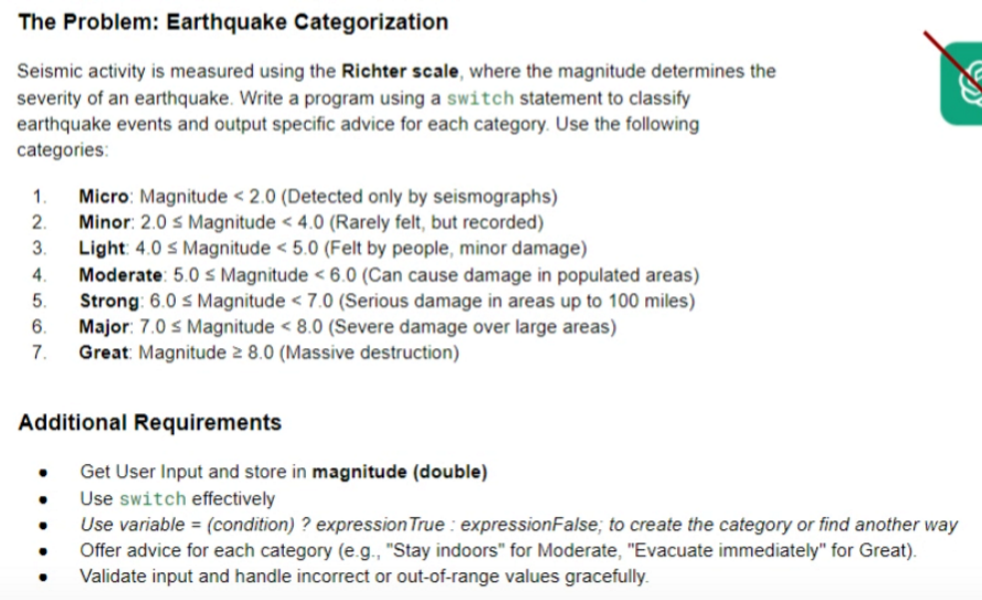 The Problem: Earthquake Categorization
Seismic activity is measured using the Richter scale, where the magnitude determines the
severity of an earthquake. Write a program using a switch statement to classify
earthquake events and output specific advice for each category. Use the following
categories:
1. Micro: Magnitude < 2.0 (Detected only by seismographs)
2. Minor: 2.0 ≤ Magnitude < 4.0 (Rarely felt, but recorded)
3. Light: 4.0 ≤ Magnitude < 5.0 (Felt by people, minor damage)
4. Moderate: 5.0 ≤ Magnitude < 6.0 (Can cause damage in populated areas)
5. Strong: 6.0 ≤ Magnitude < 7.0 (Serious damage in areas up to 100 miles)
6. Major: 7.0 ≤ Magnitude < 8.0 (Severe damage over large areas)
7. Great: Magnitude ≥ 8.0 (Massive destruction)
Additional Requirements
• Get User Input and store in magnitude (double)
• Use switch effectively
• Use variable = (condition) ? expressionTrue : expressionFalse; to create the category or find another way
• Offer advice for each category (e.g., "Stay indoors" for Moderate, "Evacuate immediately" for Great).
• Validate input and handle incorrect or out-of-range values gracefully.